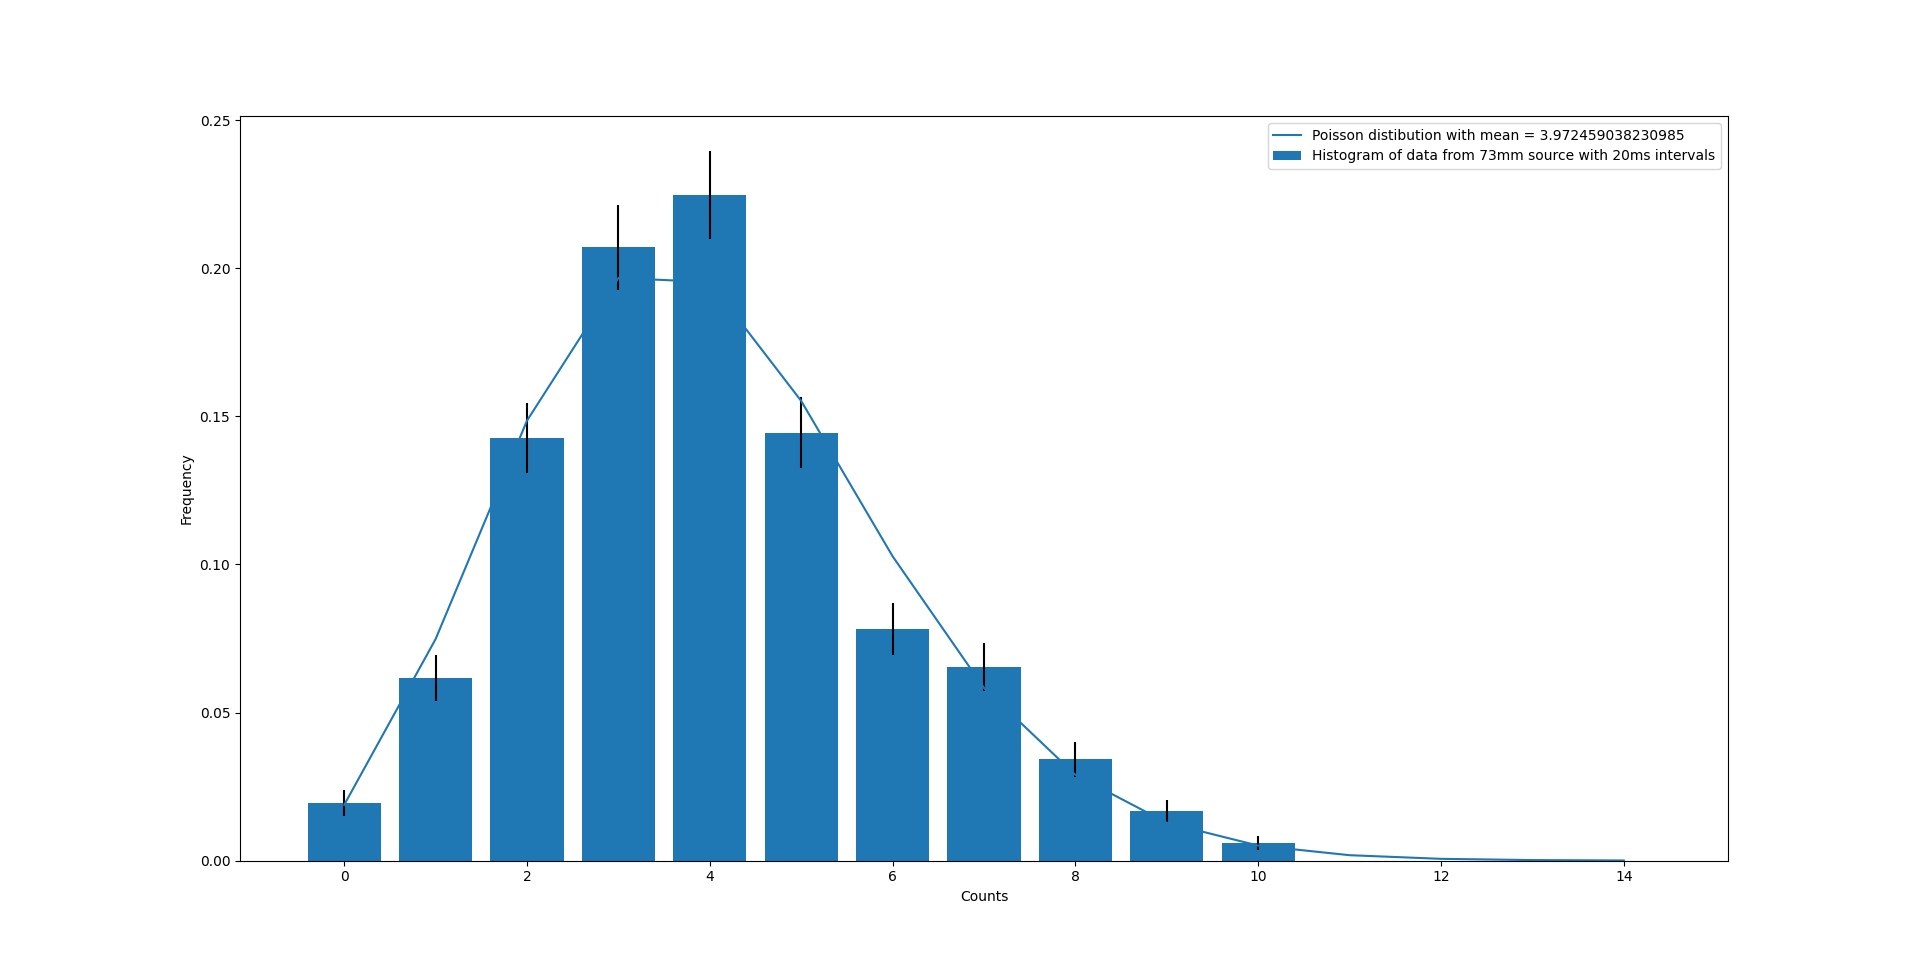 Poisson distibution with mean = 3.972459038230985
Histogram of data from 73mm source with 20ms intervals
0.25
0.20
0.15
0.10
0.05
0.00
Frequency
0 2 4 6 8 10 12 14
Counts